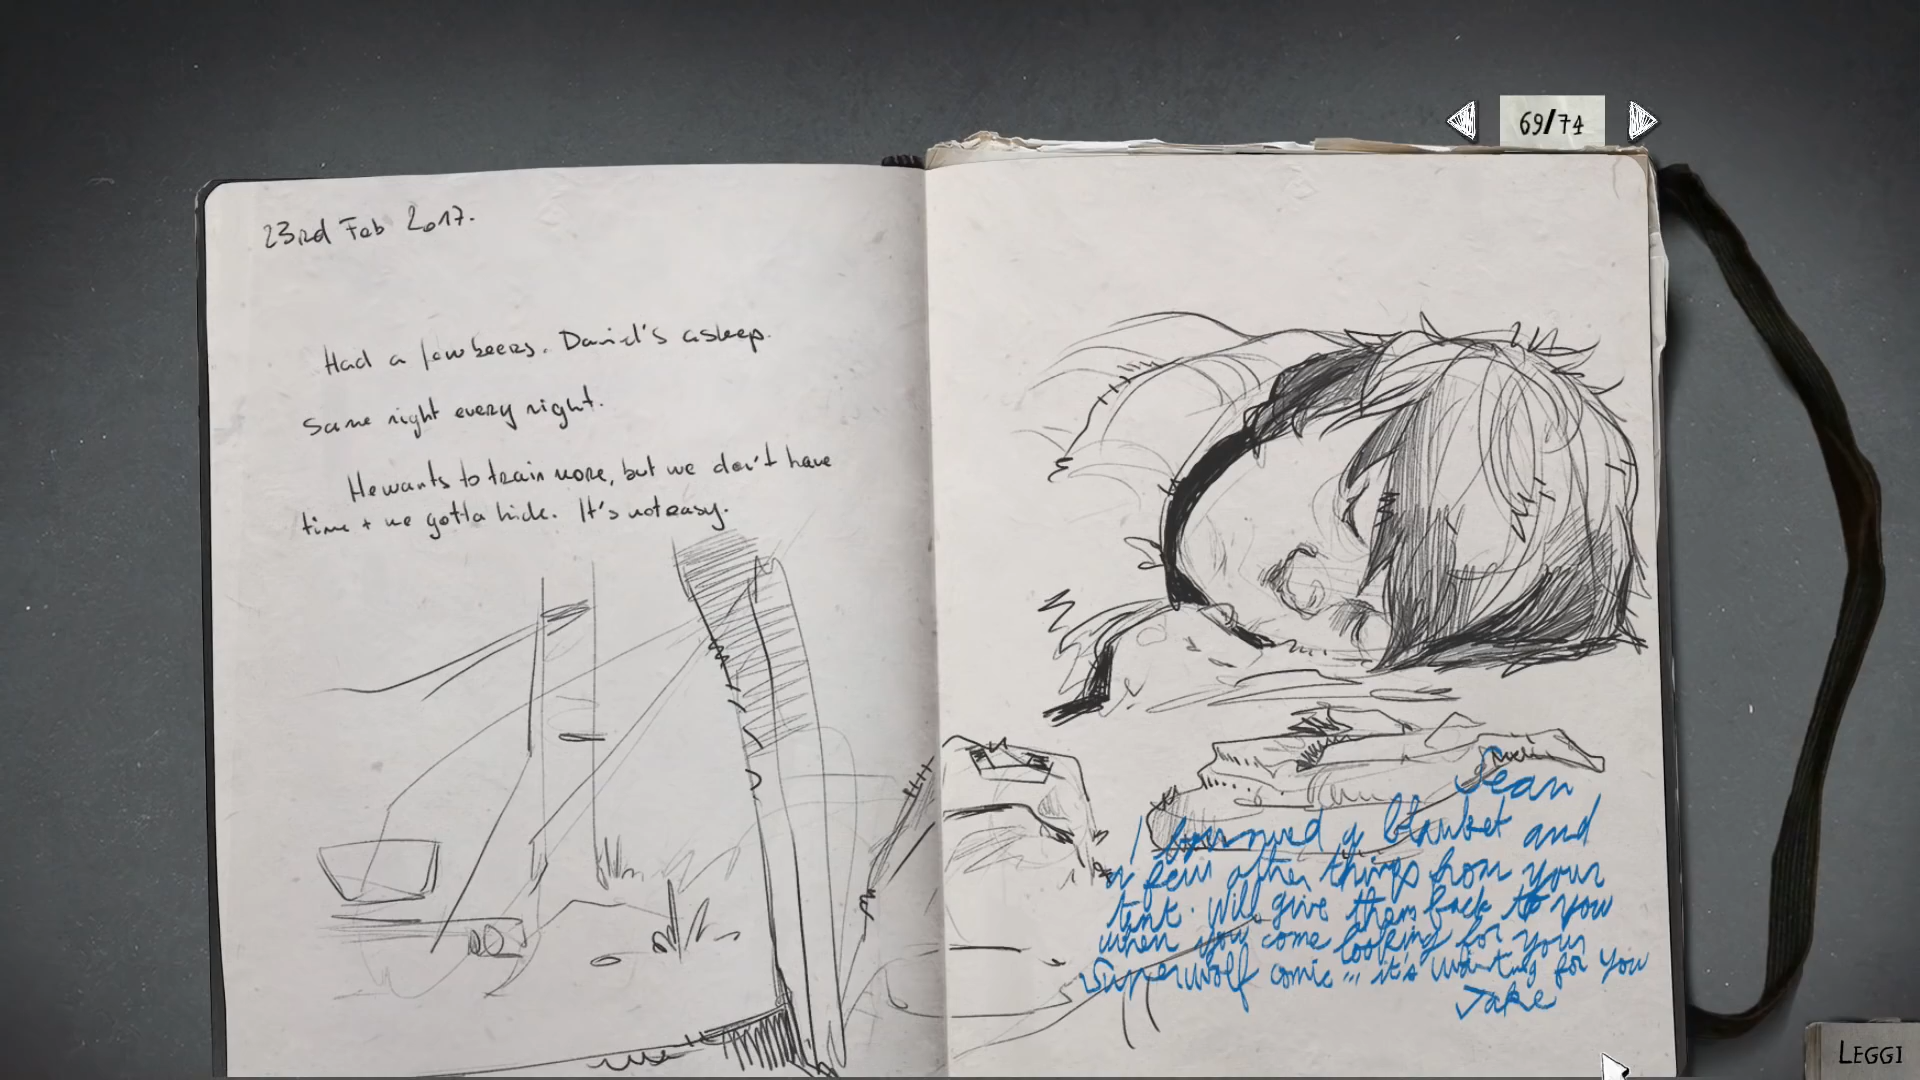 69/74
23rd Feb 2017.
Had a few beers. Daniel's asleep.
Same night every night.
He wants to train more, but we don't have
time + we gotta hide. It's not easy.
Sean
I borrowed a blanket and
a few other things from your
tent. Will give them back to you
when you come looking for your
Superwolf comic... it's waiting for you
Jake
LEGGI